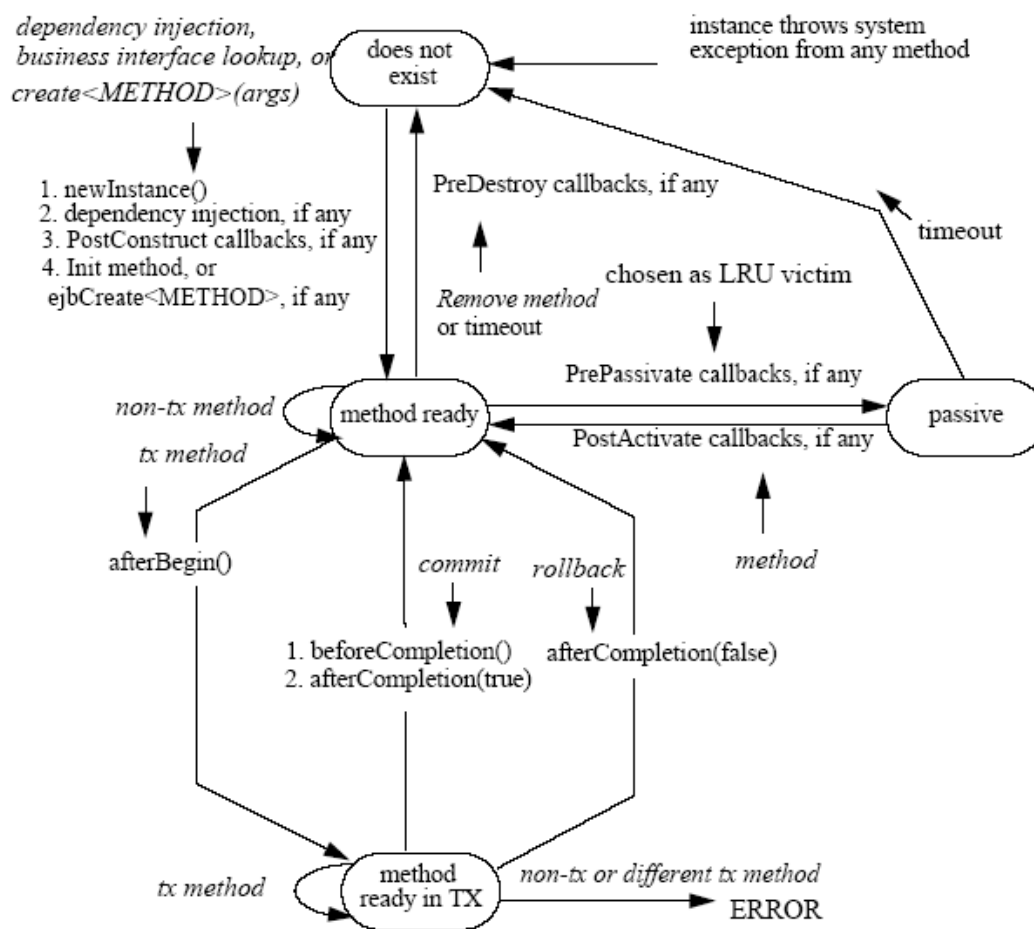 dependency injection,
business interface lookup, or
create<METHOD>(args)
does not
exist
instance throws system
exception from any method
1. newInstance()
2. dependency injection, if any
3. PostConstruct callbacks, if any
4. Init method, or
ejbCreate<METHOD>, if any
PreDestroy callbacks, if any
timeout
Remove method
or timeout
chosen as LRU victim
PrePassivate callbacks, if any
non-tx method
method ready
passive
PostActivate callbacks, if any
tx method
afterBegin()
commit
rollback
method
1. beforeCompletion()
2. afterCompletion(true)
afterCompletion(false)
tx method
method
ready in TX
non-tx or different tx method
ERROR